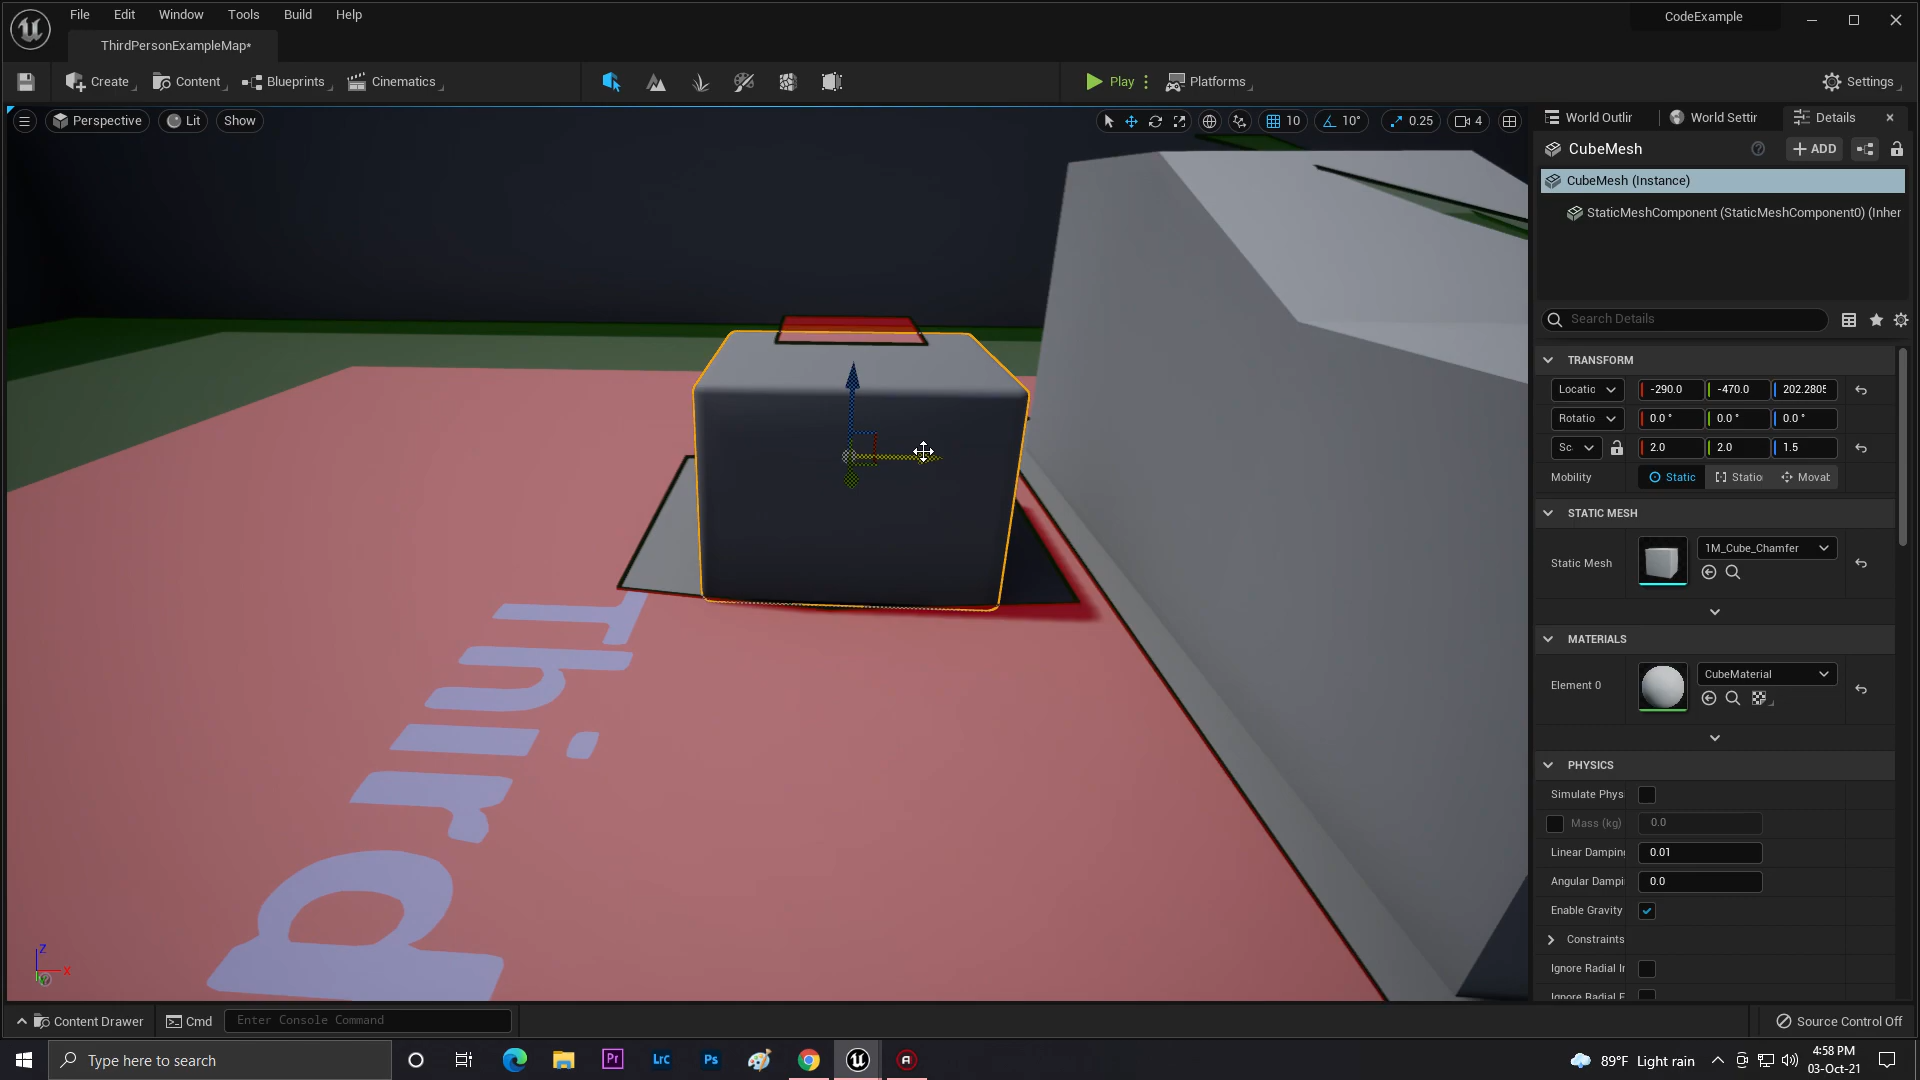 File Edit Window Tools Build Help
CodeExample
ThirdPersonExampleMap*
Create Content Blueprints Cinematics Play Platforms Settings
Perspective Lit Show 10 10° 0.25 4
World Outlir World Settir Details
CubeMesh ADD
CubeMesh (Instance)
StaticMeshComponent (StaticMeshComponent0) (Inher
Search Details
TRANSFORM
Locatic -290.0 -470.0 202.2805
Rotatio 0.0 ° 0.0 ° 0.0 °
Sc. 2.0 2.0 1.5
Mobility Static Statio Movat
STATIC MESH
Static Mesh 1M_Cube_Chamfer
MATERIALS
Element 0 CubeMaterial
PHYSICS
Simulate Phys
Mass (kg) 0.0
Linear Damping 0.01
Angular Dampi 0.0
Enable Gravity
Constraints
Ignore Radial Ir
Ignore Radial F
Third
Z
X
Content Drawer Cmd Enter Console Command Source Control Off
Type here to search Pr Lrc Ps 89°F Light rain 4:58 PM
03-Oct-21